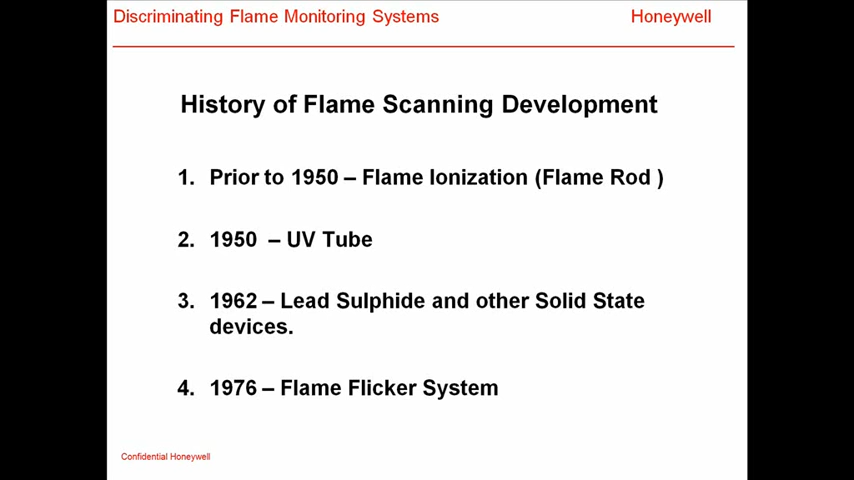 Discriminating Flame Monitoring Systems Honeywell
History of Flame Scanning Development
1. Prior to 1950 – Flame Ionization (Flame Rod )
2. 1950 – UV Tube
3. 1962 – Lead Sulphide and other Solid State
devices.
4. 1976 – Flame Flicker System
Confidential Honeywell